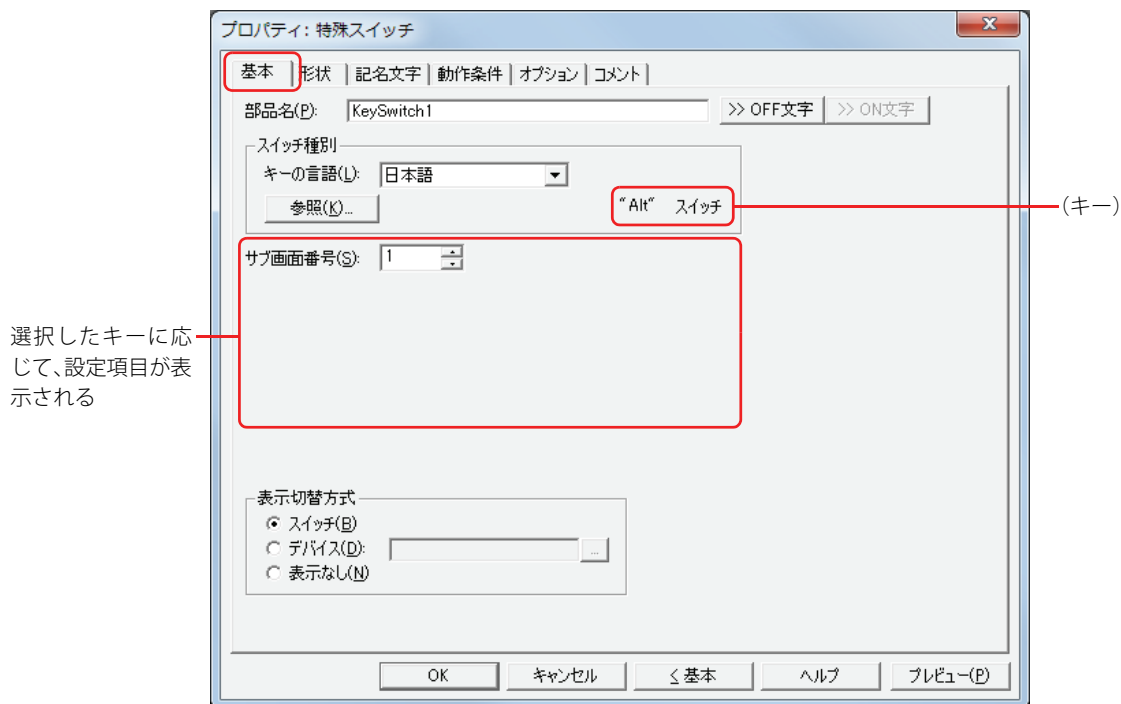 プロパティ: 特殊スイッチ
基本 形状 記名文字 動作条件 オプション コメント
部品名(P): KeySwitch1 >> OFF文字 >> ON文字
スイッチ種別
キーの言語(L): 日本語
参照(K)... "Alt" スイッチ
(キー)
サブ画面番号(S): 1
選択したキーに応
じて、設定項目が表
示される
表示切替方式
スイッチ(B)
デバイス(D): ...
表示なし(N)
OK キャンセル <基本 ヘルプ プレビュー(P)